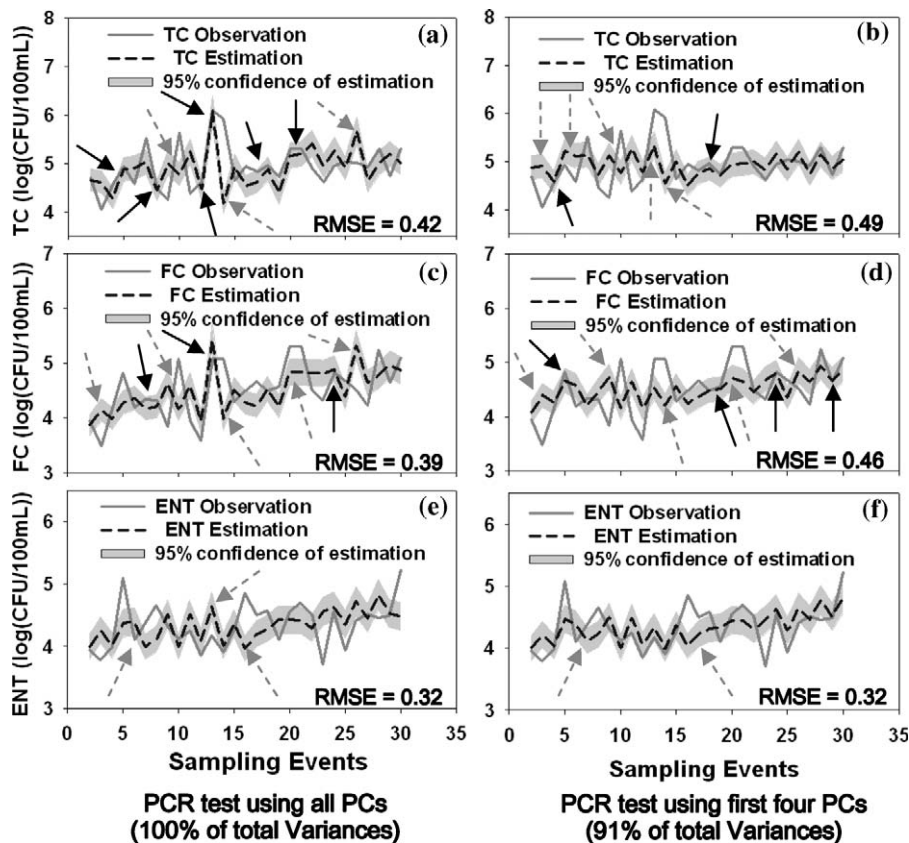 8
7
6
5
4
TC (log(CFU/100mL))
TC Observation
TC Estimation
95% confidence of estimation
(a)
RMSE = 0.42
8
7
6
5
4
TC Observation
TC Estimation
95% confidence of estimation
(b)
RMSE = 0.49
7
6
5
4
3
FC (log(CFU/100mL))
FC Observation
FC Estimation
95% confidence of estimation
(c)
RMSE = 0.39
7
6
5
4
3
FC Observation
FC Estimation
95% confidence of estimation
(d)
RMSE = 0.46
6
5
4
3
ENT (log(CFU/100mL))
ENT Observation
ENT Estimation
95% confidence of estimation
(e)
RMSE = 0.32
0 5 10 15 20 25 30 35
Sampling Events
PCR test using all PCs
(100% of total Variances)
6
5
4
3
ENT Observation
ENT Estimation
95% confidence of estimation
(f)
RMSE = 0.32
0 5 10 15 20 25 30 35
Sampling Events
PCR test using first four PCs
(91% of total Variances)